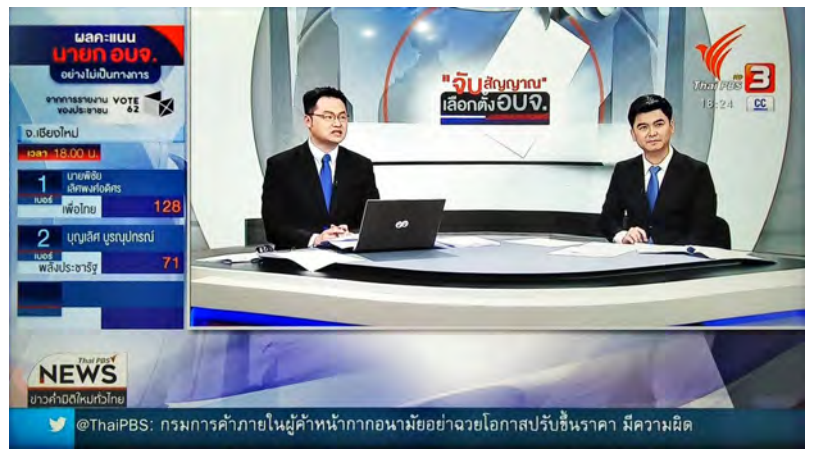 ผลคะแนน
นายก อบจ.
อย่างไม่เป็นทางการ
จากการรายงาน
ของประชาชน
VOTE
62
จ.เชียงใหม่
เวลา 18.00 น.
1
เบอร์
นายพิชัย
เลิศพงศ์อดิศร
เพื่อไทย
128
2
เบอร์
บุญเลิศ บูรณุปกรณ์
พลังประชารัฐ
71
"จับสัญญาณ"
เลือกตั้งอบจ.
Thai PBS
HD
3
18:24
CC
Thai PBS
NEWS
ข่าวค่ำมิติใหม่ทั่วไทย
@ThaiPBS: กรมการค้าภายในผู้ค้าหน้ากากอนามัยอย่าฉวยโอกาสปรับขึ้นราคา มีความผิด